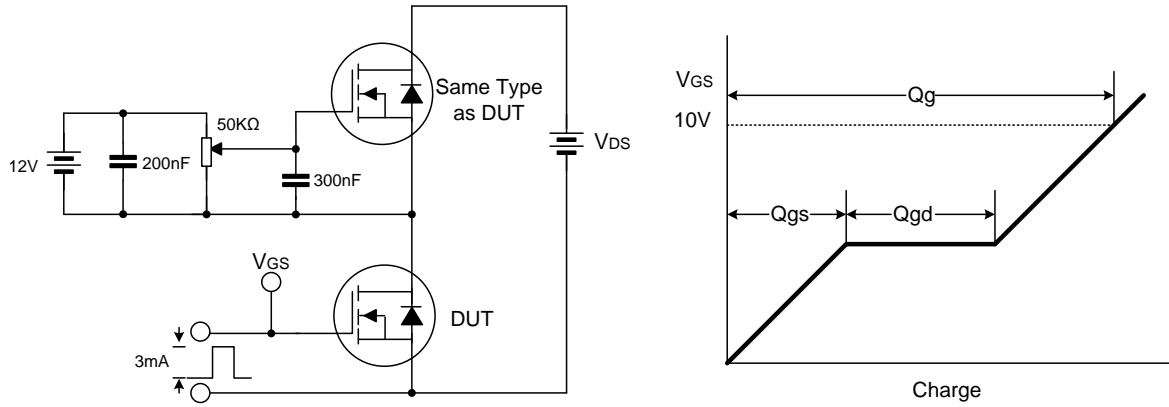 Same Type
as DUT
50KΩ
12V
200nF
300nF
VDS
VGS
DUT
3mA
VGS
10V
Qg
Qgs
Qgd
Charge